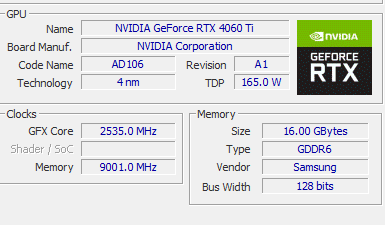 GPU
Name NVIDIA GeForce RTX 4060 Ti
Board Manuf. NVIDIA Corporation
Code Name AD106 Revision A1
Technology 4 nm TDP 165.0 W
NVIDIA
GEFORCE
RTX
Clocks
GFX Core 2535.0 MHz
Shader / SoC
Memory 9001.0 MHz
Memory
Size 16.00 GBytes
Type GDDR6
Vendor Samsung
Bus Width 128 bits